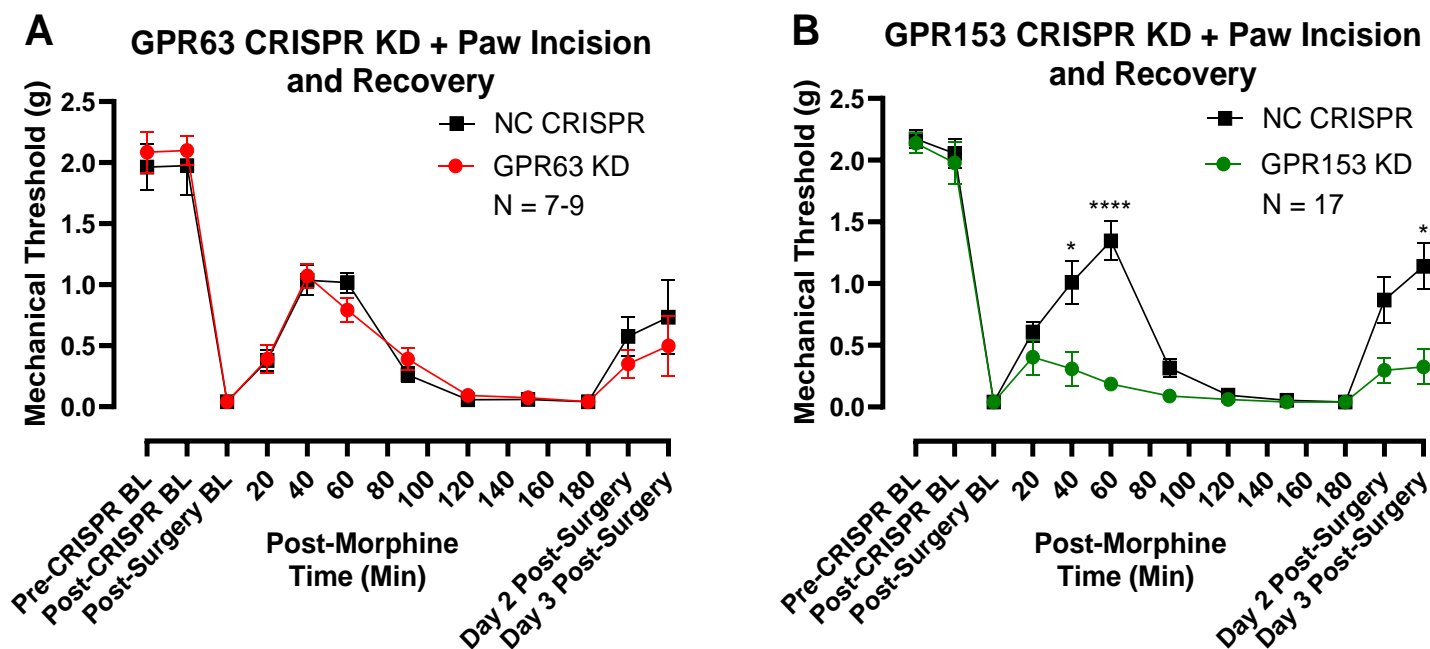 A
GPR63 CRISPR KD + Paw Incision
and Recovery
Mechanical Threshold (g)
2.5
2.0
1.5
1.0
0.5
0.0
NC CRISPR
GPR63 KD
N = 7-9
Pre-CRISPR BL
Post-CRISPR BL
Post-Surgery BL
20
40
60
80
100
120
140
160
180
Day 2 Post-Surgery
Day 3 Post-Surgery
Post-Morphine
Time (Min)
B
GPR153 CRISPR KD + Paw Incision
and Recovery
Mechanical Threshold (g)
2.5
2.0
1.5
1.0
0.5
0.0
NC CRISPR
GPR153 KD
N = 17
*
****
*
Pre-CRISPR BL
Post-CRISPR BL
Post-Surgery BL
20
40
60
80
100
120
140
160
180
Day 2 Post-Surgery
Day 3 Post-Surgery
Post-Morphine
Time (Min)